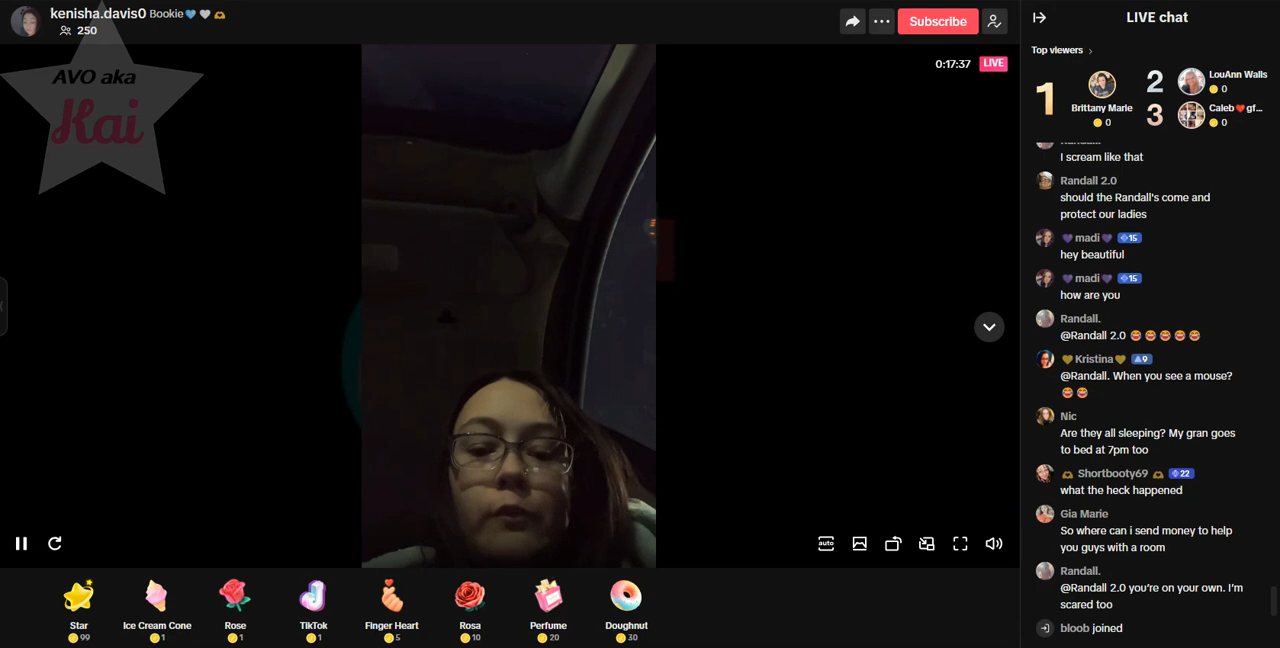 kenisha.davis0 Bookie💙🤍🫶
250
Subscribe
AVO aka
Kai
0:17:37 LIVE
Star
99
Ice Cream Cone
1
Rose
1
TikTok
1
Finger Heart
5
Rosa
10
Perfume
20
Doughnut
30
auto
LIVE chat
Top viewers
1
Brittany Marie
0
2
LouAnn Walls
0
3
Caleb❤️gf...
0
I scream like that
Randall 2.0
should the Randall's come and
protect our ladies
💜madi💜 15
hey beautiful
💜madi💜 15
how are you
Randall.
@Randall 2.0 😂😂😂😂😂
💛Kristina💛 9
@Randall. When you see a mouse?
😂😂
Nic
Are they all sleeping? My gran goes
to bed at 7pm too
🫶 Shortbooty69 🫶 22
what the heck happened
Gia Marie
So where can i send money to help
you guys with a room
Randall.
@Randall 2.0 you're on your own. I'm
scared too
bloob joined